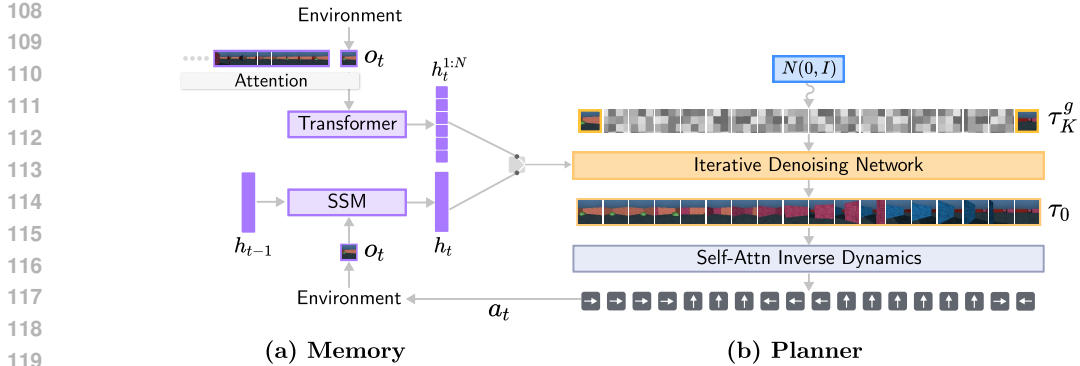 108
109
110
111
112
113
114
115
116
117
118
119
Environment
o_t
Attention
Transformer
h_t^{1:N}
SSM
h_{t-1}
h_t
o_t
Environment
a_t
(a) Memory
N(0, I)
τ_K^g
Iterative Denoising Network
τ_0
Self-Attn Inverse Dynamics
→ → → → ↑ ↑ ↑ ← ← ← ↑ ↑ ↑ ↑ ↑ ↑ → ←
(b) Planner